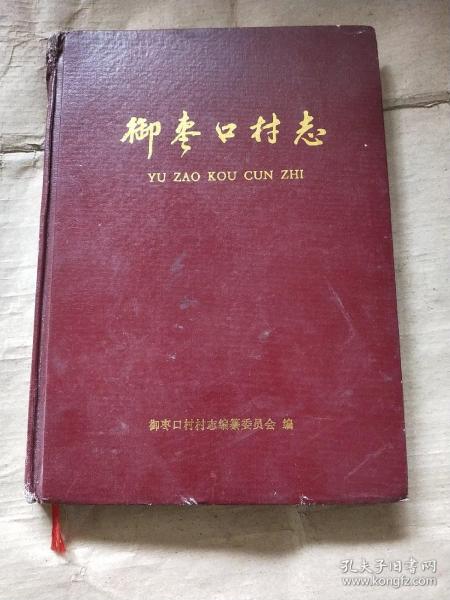 御枣口村志
YU ZAO KOU CUN ZHI
御枣口村村志编纂委员会 编
孔夫子旧书网
www.kongfz.com